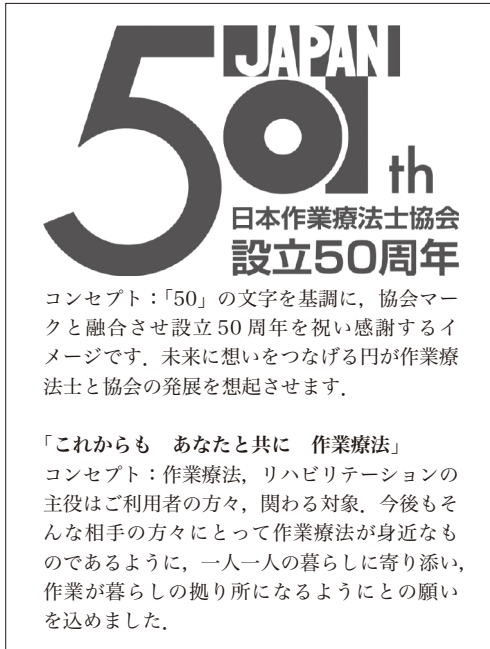 JAPAN
50th
日本作業療法士協会
設立50周年
コンセプト：「50」の文字を基調に，協会マー
クと融合させ設立 50 周年を祝い感謝するイ
メージです．未来に想いをつなげる円が作業療
法士と協会の発展を想起させます．
「これからも　あなたと共に　作業療法」
コンセプト：作業療法，リハビリテーションの
主役はご利用者の方々，関わる対象．今後もそ
んな相手の方々にとって作業療法が身近なも
のであるように，一人一人の暮らしに寄り添い，
作業が暮らしの拠り所になるようにとの願い
を込めました．